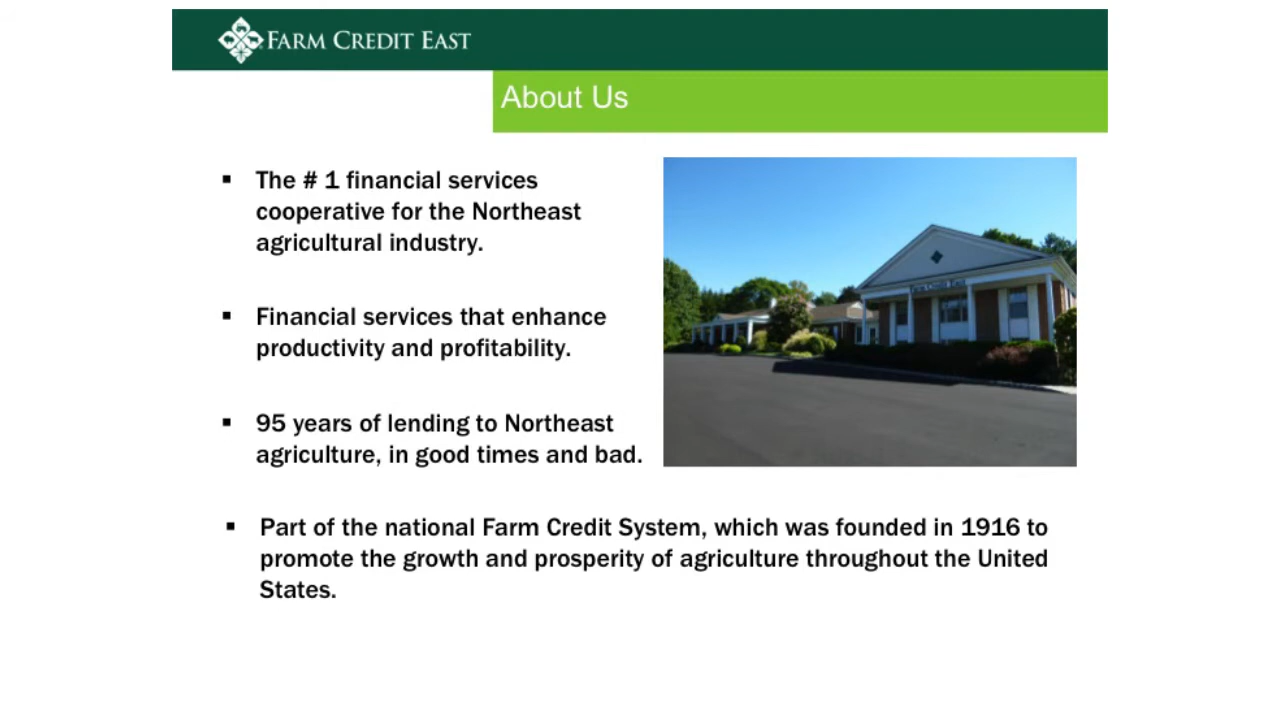 FARM CREDIT EAST
About Us
▪ The # 1 financial services
cooperative for the Northeast
agricultural industry.
▪ Financial services that enhance
productivity and profitability.
▪ 95 years of lending to Northeast
agriculture, in good times and bad.
Farm Credit East
▪ Part of the national Farm Credit System, which was founded in 1916 to
promote the growth and prosperity of agriculture throughout the United
States.